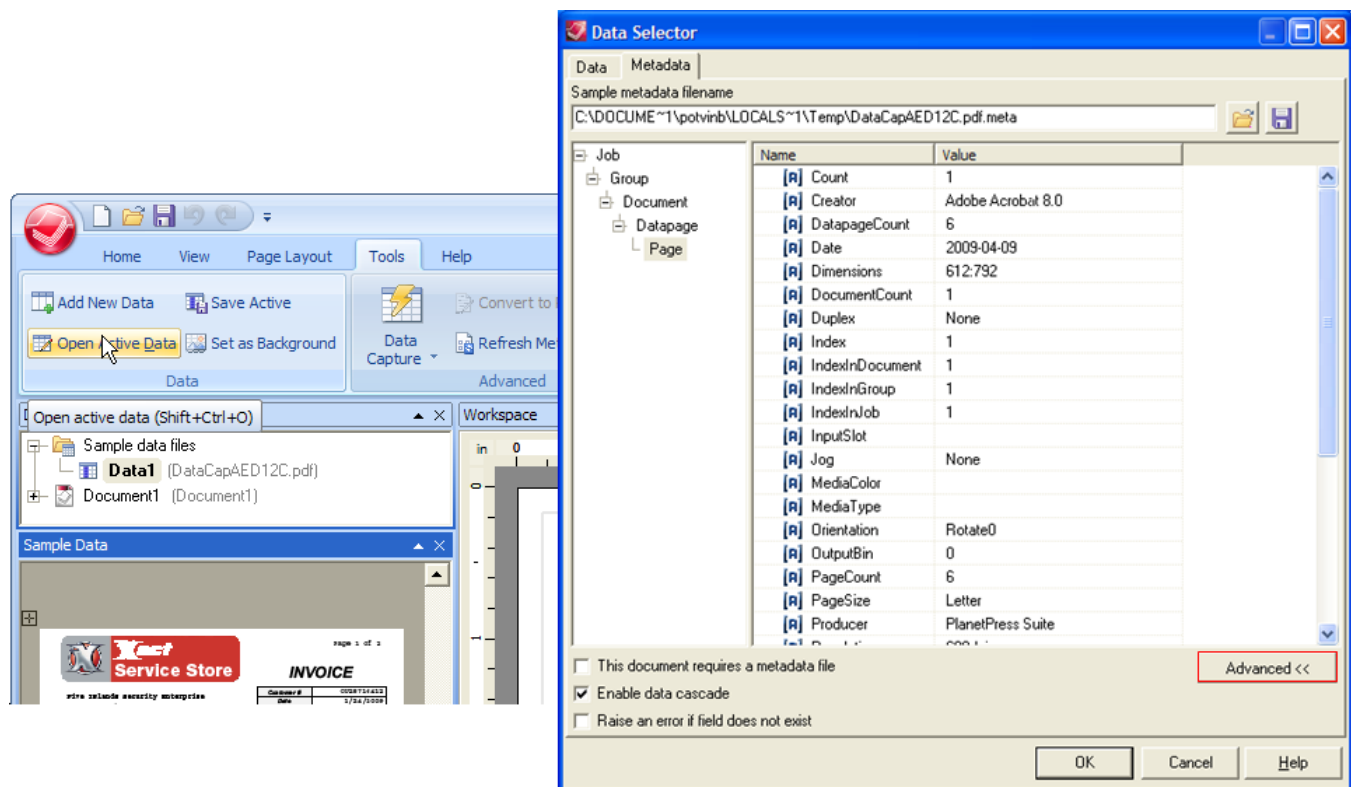 Home View Page Layout Tools Help
Add New Data Save Active
Open Active Data Set as Background
Data Capture
Convert to
Refresh
Data Advanced
Open active data (Shift+Ctrl+O)
Workspace
Sample data files
Data1 (DataCapAED12C.pdf)
Document1 (Document1)
in 0
1
Sample Data
Xact
Service Store
INVOICE
Data Selector
Data Metadata
Sample metadata filename
C:\DOCUME~1\potvinb\LOCALS~1\Temp\DataCapAED12C.pdf.meta
Job
Group
Document
Datapage
Page
Name Value
[A] Count 1
[A] Creator Adobe Acrobat 8.0
[A] DatapageCount 6
[A] Date 2009-04-09
[A] Dimensions 612:792
[A] DocumentCount 1
[A] Duplex None
[A] Index 1
[A] IndexInDocument 1
[A] IndexInGroup 1
[A] IndexInJob 1
[A] InputSlot
[A] Jog None
[A] MediaColor
[A] MediaType
[A] Orientation Rotate0
[A] OutputBin 0
[A] PageCount 6
[A] PageSize Letter
[A] Producer PlanetPress Suite
This document requires a metadata file
Advanced <<
Enable data cascade
Raise an error if field does not exist
OK Cancel Help